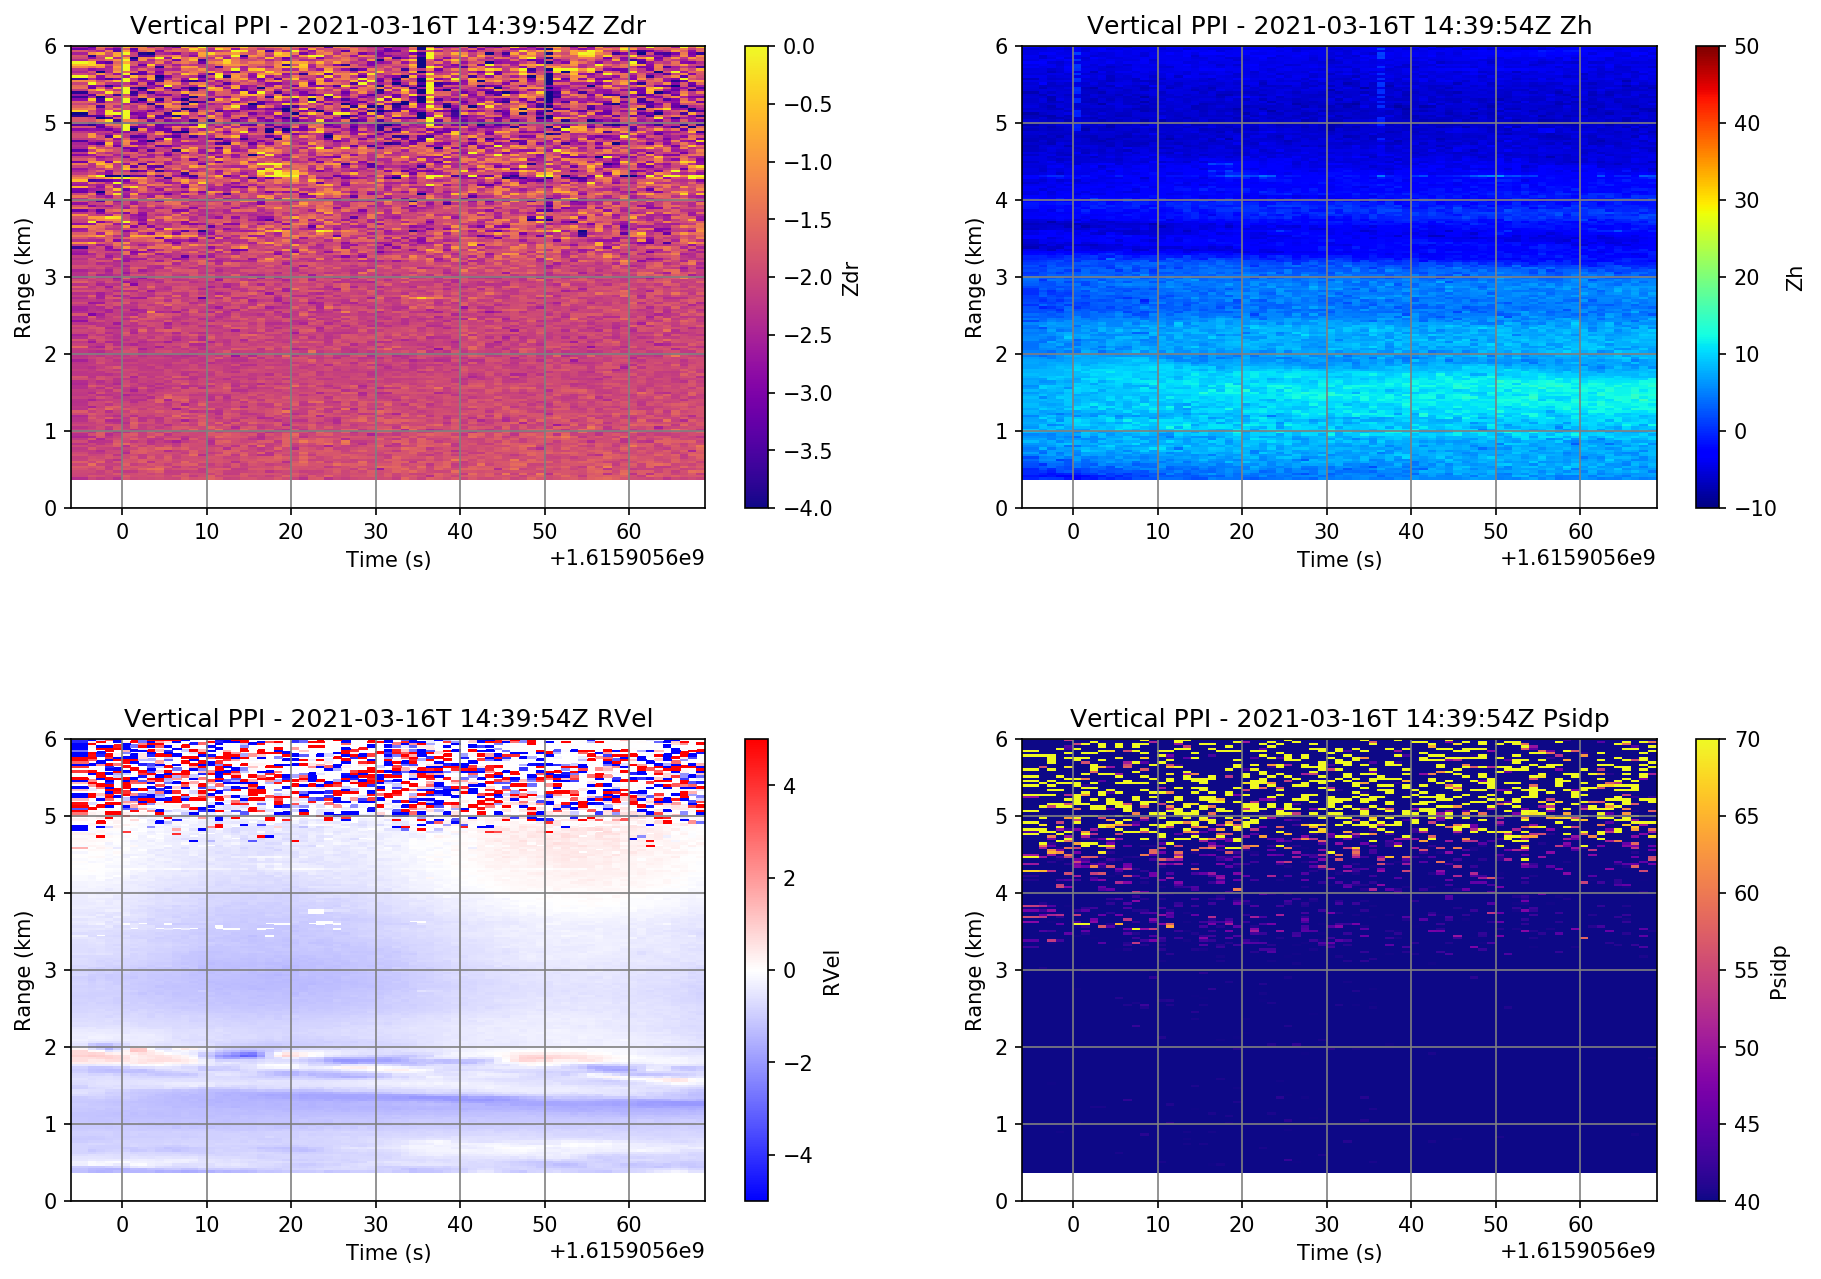 Vertical PPI - 2021-03-16T 14:39:54Z Zdr
6
5
4
3
2
1
0
Range (km)
0 10 20 30 40 50 60
Time (s)
+1.6159056e9
0.0
−0.5
−1.0
−1.5
−2.0
−2.5
−3.0
−3.5
−4.0
Zdr
Vertical PPI - 2021-03-16T 14:39:54Z Zh
6
5
4
3
2
1
0
Range (km)
0 10 20 30 40 50 60
Time (s)
+1.6159056e9
50
40
30
20
10
0
−10
Zh
Vertical PPI - 2021-03-16T 14:39:54Z RVel
6
5
4
3
2
1
0
Range (km)
0 10 20 30 40 50 60
Time (s)
+1.6159056e9
4
2
0
−2
−4
RVel
Vertical PPI - 2021-03-16T 14:39:54Z Psidp
6
5
4
3
2
1
0
Range (km)
0 10 20 30 40 50 60
Time (s)
+1.6159056e9
70
65
60
55
50
45
40
Psidp